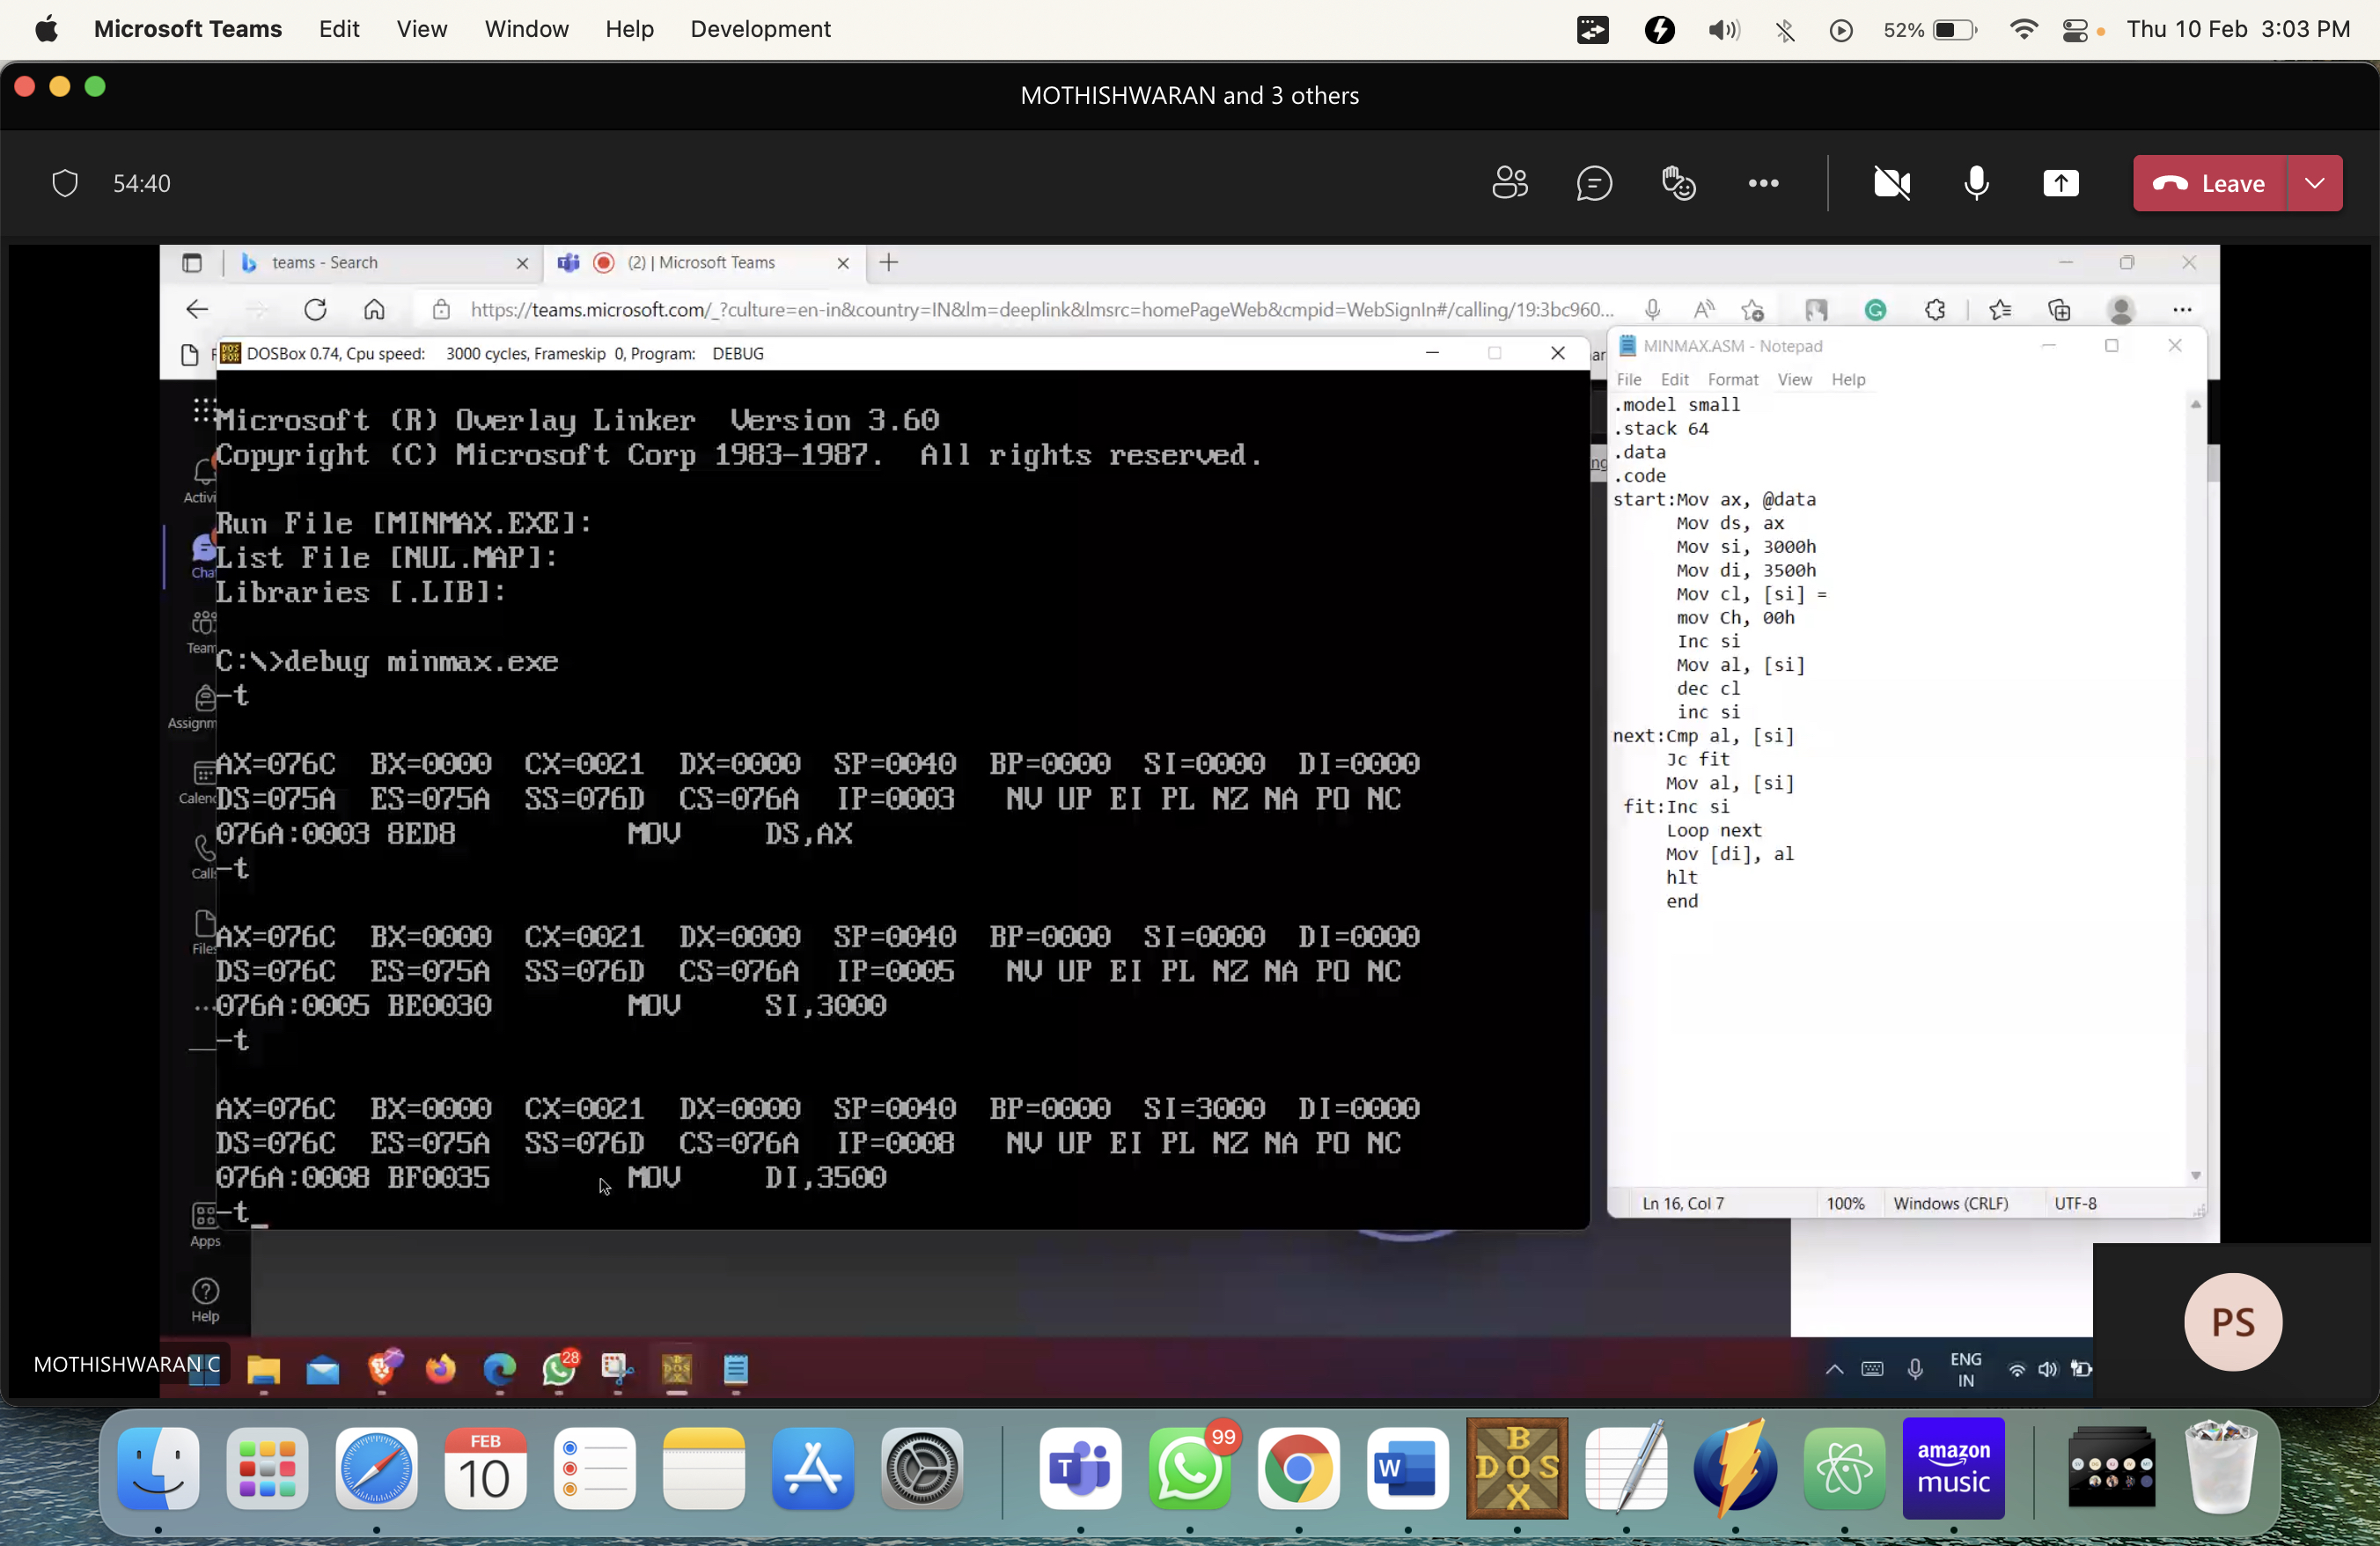 Microsoft Teams Edit View Window Help Development 52% Thu 10 Feb 3:03 PM
MOTHISHWARAN and 3 others
54:40 Leave
teams - Search (2) | Microsoft Teams
https://teams.microsoft.com/_?culture=en-in&country=IN&lm=deeplink&lmsrc=homePageWeb&cmpid=WebSignIn#/calling/19:3bc960...
DOSBox 0.74, Cpu speed: 3000 cycles, Frameskip 0, Program: DEBUG
Microsoft (R) Overlay Linker Version 3.60
Copyright (C) Microsoft Corp 1983-1987. All rights reserved.
Run File [MINMAX.EXE]:
List File [NUL.MAP]:
Libraries [.LIB]:
C:\>debug minmax.exe
-t
AX=076C BX=0000 CX=0021 DX=0000 SP=0040 BP=0000 SI=0000 DI=0000
DS=075A ES=075A SS=076D CS=076A IP=0003 NV UP EI PL NZ NA PO NC
076A:0003 8ED8 MOV DS,AX
-t
AX=076C BX=0000 CX=0021 DX=0000 SP=0040 BP=0000 SI=0000 DI=0000
DS=076C ES=075A SS=076D CS=076A IP=0005 NV UP EI PL NZ NA PO NC
076A:0005 BE0030 MOV SI,3000
-t
AX=076C BX=0000 CX=0021 DX=0000 SP=0040 BP=0000 SI=3000 DI=0000
DS=076C ES=075A SS=076D CS=076A IP=0008 NV UP EI PL NZ NA PO NC
076A:0008 BF0035 MOV DI,3500
-t_
MINMAX.ASM - Notepad
File Edit Format View Help
.model small
.stack 64
.data
.code
start:Mov ax, @data
Mov ds, ax
Mov si, 3000h
Mov di, 3500h
Mov cl, [si] =
mov Ch, 00h
Inc si
Mov al, [si]
dec cl
inc si
next:Cmp al, [si]
Jc fit
Mov al, [si]
fit:Inc si
Loop next
Mov [di], al
hlt
end
Ln 16, Col 7 100% Windows (CRLF) UTF-8
Activi
Cha
Team
Assignm
Calend
Calls
Files
Apps
Help
PS
MOTHISHWARAN C
28
ENG
IN
FEB
10
99
T
W
BOX
DOS
amazon
music